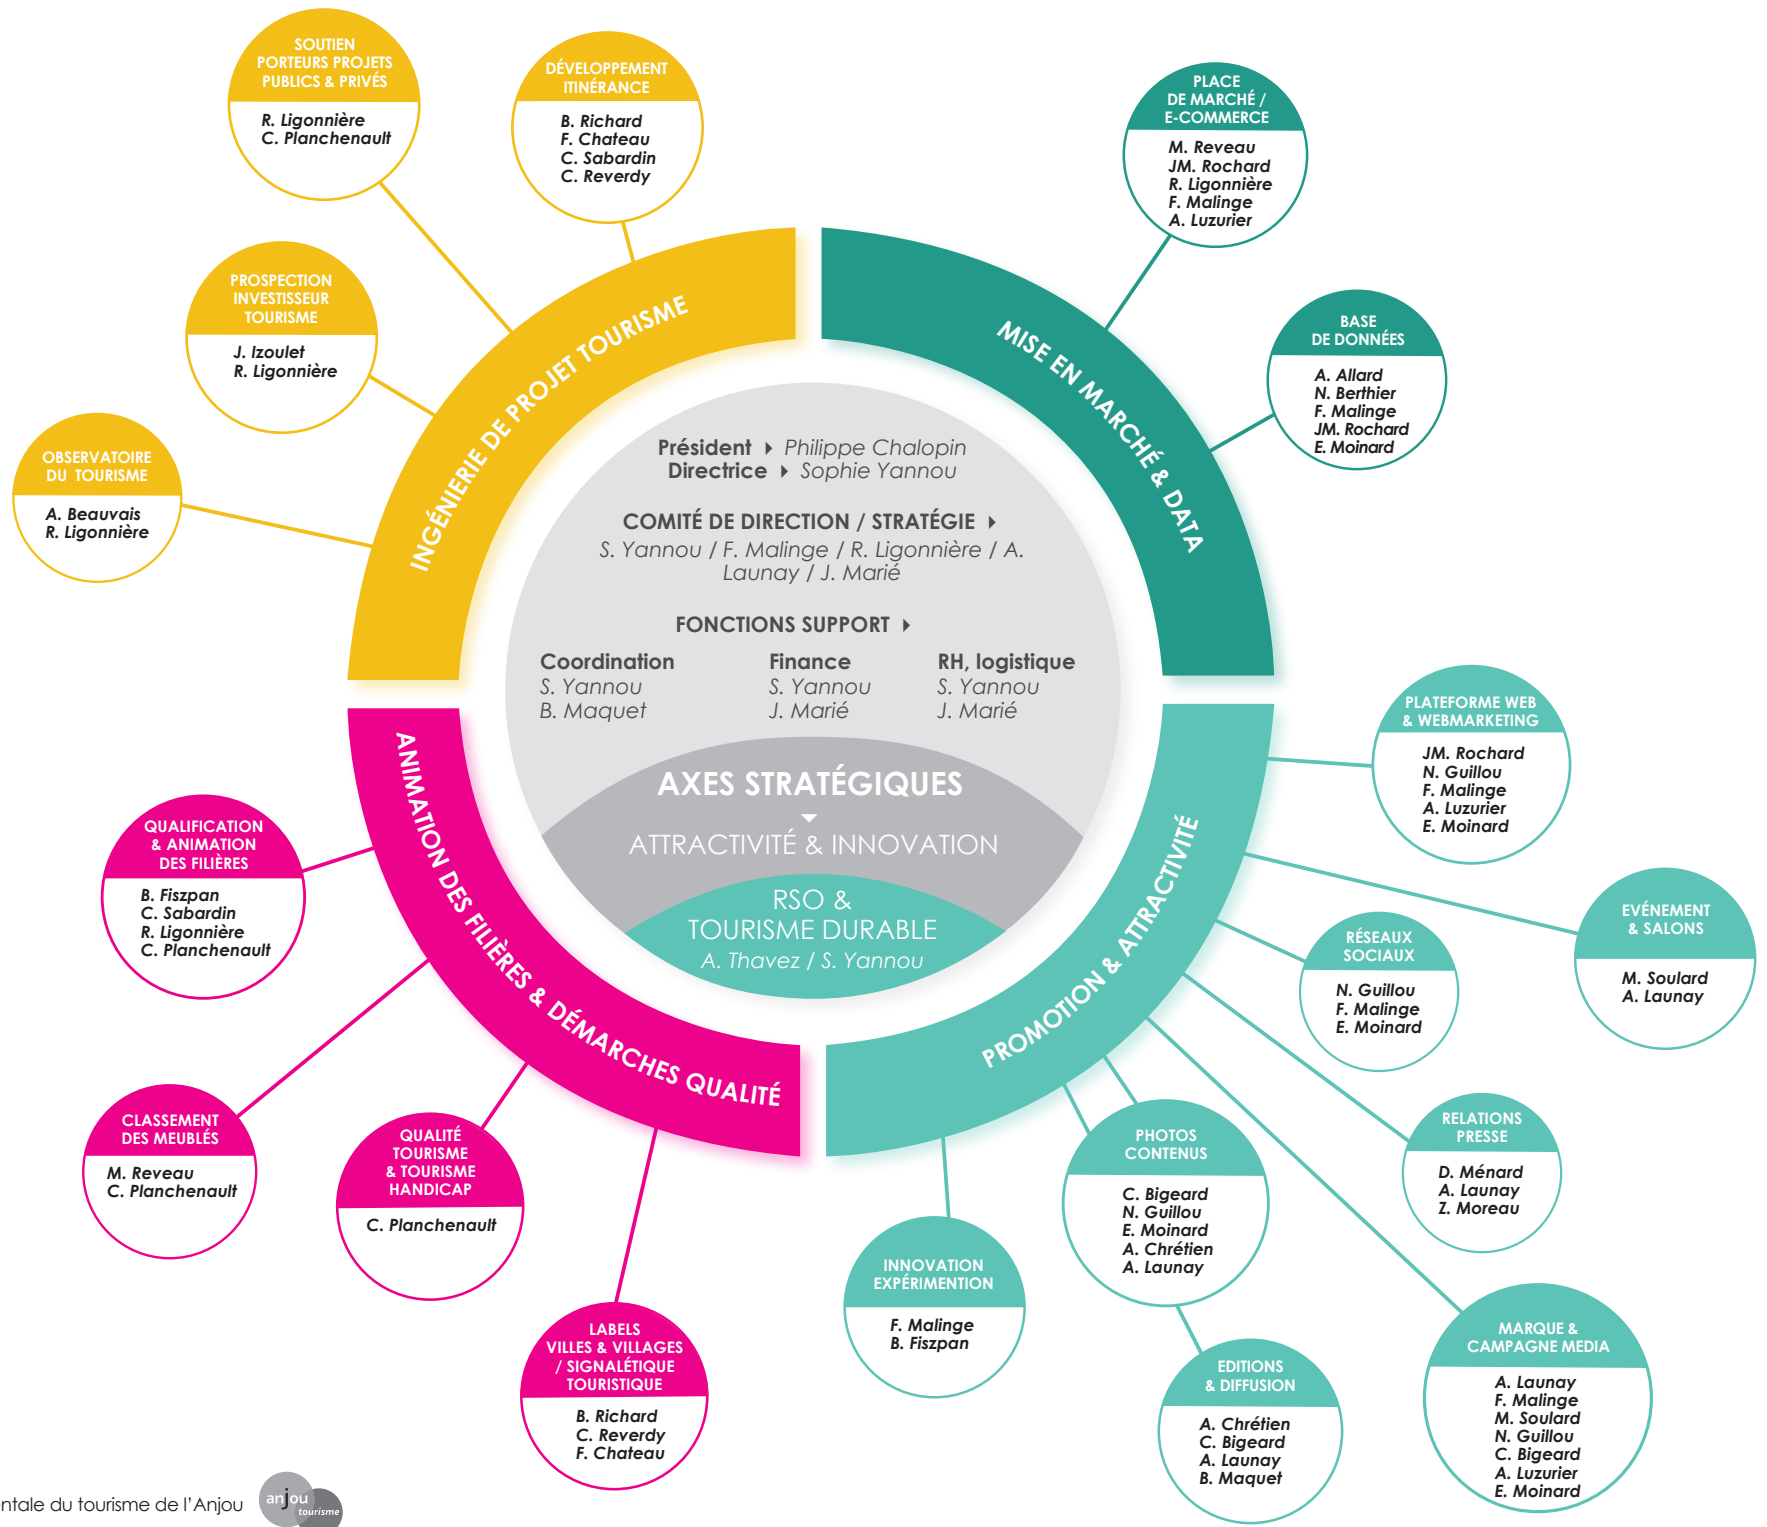 SOUTIEN
PORTEURS PROJETS
PUBLICS & PRIVÉS
R. Ligonnière
C. Planchenault
DÉVELOPPEMENT
ITINÉRANCE
B. Richard
F. Chateau
C. Sabardin
C. Reverdy
PROSPECTION
INVESTISSEUR
TOURISME
J. Izoulet
R. Ligonnière
OBSERVATOIRE
DU TOURISME
A. Beauvais
R. Ligonnière
INGÉNIERIE DE PROJET TOURISME
PLACE
DE MARCHÉ /
E-COMMERCE
M. Reveau
JM. Rochard
R. Ligonnière
F. Malinge
A. Luzurier
BASE
DE DONNÉES
A. Allard
N. Berthier
F. Malinge
JM. Rochard
E. Moinard
MISE EN MARCHÉ & DATA
Président ▸ Philippe Chalopin
Directrice ▸ Sophie Yannou
COMITÉ DE DIRECTION / STRATÉGIE ▸
S. Yannou / F. Malinge / R. Ligonnière / A.
Launay / J. Marié
FONCTIONS SUPPORT ▸
Coordination
S. Yannou
B. Maquet
Finance
S. Yannou
J. Marié
RH, logistique
S. Yannou
J. Marié
AXES STRATÉGIQUES
ATTRACTIVITÉ & INNOVATION
RSO &
TOURISME DURABLE
A. Thavez / S. Yannou
ANIMATION DES FILIÈRES & DÉMARCHES QUALITÉ
QUALIFICATION
& ANIMATION
DES FILIÈRES
B. Fiszpan
C. Sabardin
R. Ligonnière
C. Planchenault
CLASSEMENT
DES MEUBLÉS
M. Reveau
C. Planchenault
QUALITÉ
TOURISME
& TOURISME
HANDICAP
C. Planchenault
LABELS
VILLES & VILLAGES
/ SIGNALÉTIQUE
TOURISTIQUE
B. Richard
C. Reverdy
F. Chateau
PROMOTION & ATTRACTIVITÉ
PLATEFORME WEB
& WEBMARKETING
JM. Rochard
N. Guillou
F. Malinge
A. Luzurier
E. Moinard
EVÉNEMENT
& SALONS
M. Soulard
A. Launay
RÉSEAUX
SOCIAUX
N. Guillou
F. Malinge
E. Moinard
RELATIONS
PRESSE
D. Ménard
A. Launay
Z. Moreau
PHOTOS
CONTENUS
C. Bigeard
N. Guillou
E. Moinard
A. Chrétien
A. Launay
INNOVATION
EXPÉRIMENTION
F. Malinge
B. Fiszpan
EDITIONS
& DIFFUSION
A. Chrétien
C. Bigeard
A. Launay
B. Maquet
MARQUE &
CAMPAGNE MEDIA
A. Launay
F. Malinge
M. Soulard
N. Guillou
C. Bigeard
A. Luzurier
E. Moinard
ntale du tourisme de l'Anjou
anjou
tourisme